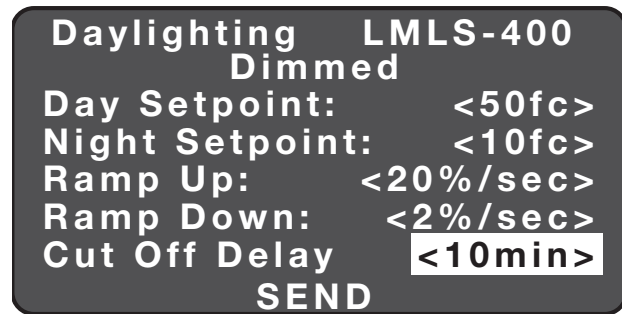 Daylighting LMLS-400
Dimmed
Day Setpoint: <50fc>
Night Setpoint: <10fc>
Ramp Up: <20%/sec>
Ramp Down: <2%/sec>
Cut Off Delay <10min>
SEND